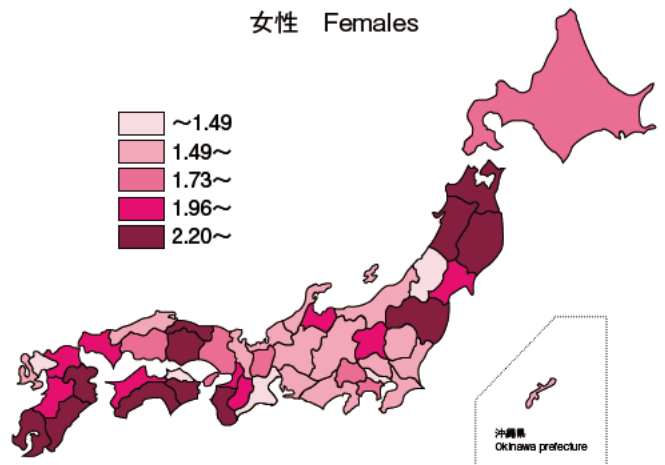 女性 Females
～1.49
1.49～
1.73～
1.96～
2.20～
沖縄県
Okinawa prefecture